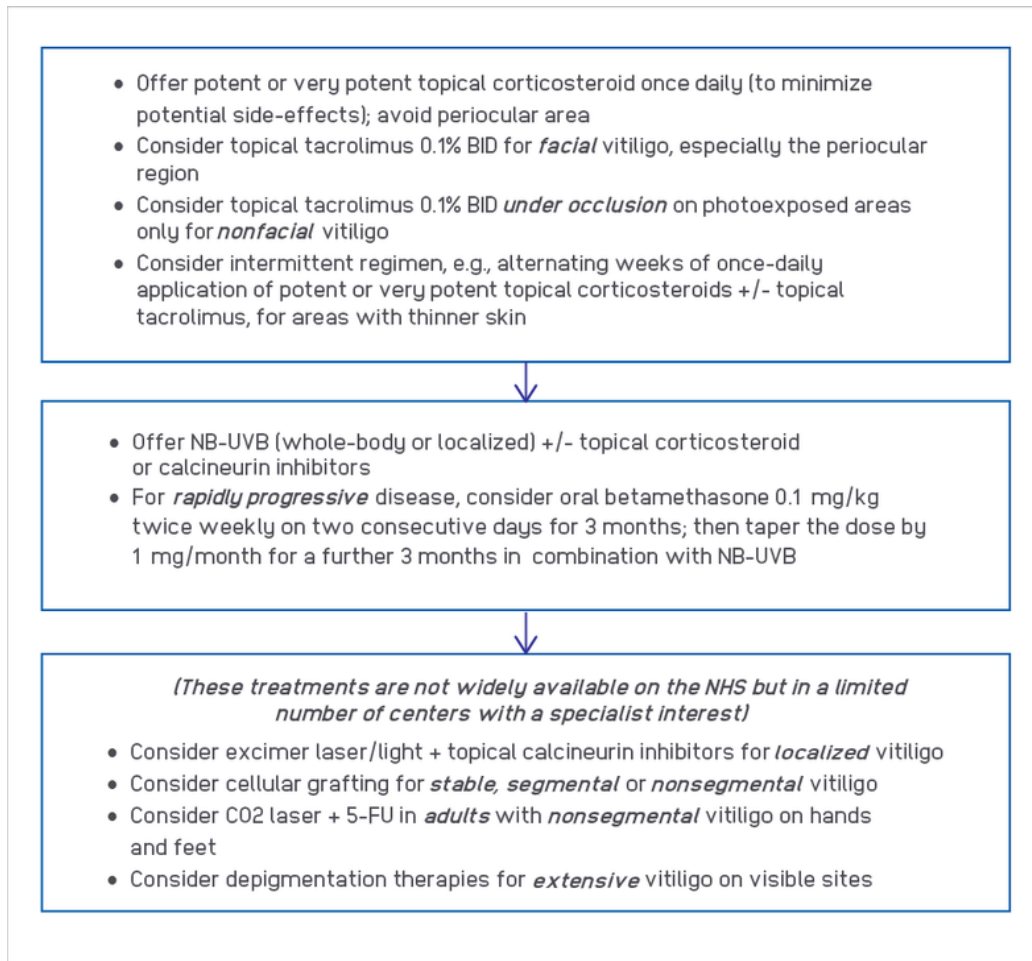 • Offer potent or very potent topical corticosteroid once daily (to minimize
potential side-effects); avoid periocular area
• Consider topical tacrolimus 0.1% BID for facial vitiligo, especially the periocular
region
• Consider topical tacrolimus 0.1% BID under occlusion on photoexposed areas
only for nonfacial vitiligo
• Consider intermittent regimen, e.g., alternating weeks of once-daily
application of potent or very potent topical corticosteroids +/- topical
tacrolimus, for areas with thinner skin
• Offer NB-UVB (whole-body or localized) +/- topical corticosteroid
or calcineurin inhibitors
• For rapidly progressive disease, consider oral betamethasone 0.1 mg/kg
twice weekly on two consecutive days for 3 months; then taper the dose by
1 mg/month for a further 3 months in combination with NB-UVB
(These treatments are not widely available on the NHS but in a limited
number of centers with a specialist interest)
• Consider excimer laser/light + topical calcineurin inhibitors for localized vitiligo
• Consider cellular grafting for stable, segmental or nonsegmental vitiligo
• Consider CO2 laser + 5-FU in adults with nonsegmental vitiligo on hands
and feet
• Consider depigmentation therapies for extensive vitiligo on visible sites